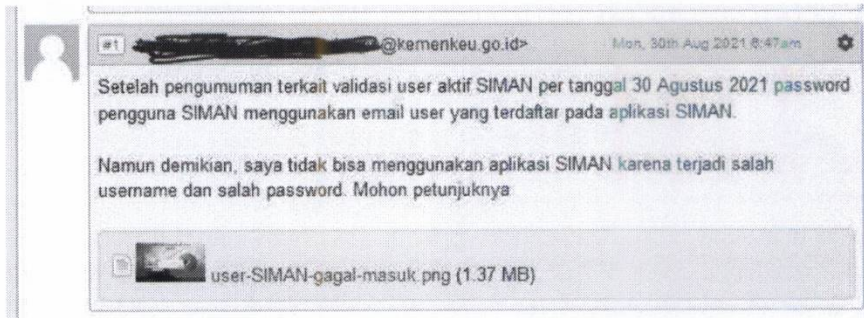 #1 @kemenkeu.go.id> Mon, 30th Aug 2021 8:47am
Setelah pengumuman terkait validasi user aktif SIMAN per tanggal 30 Agustus 2021 password
pengguna SIMAN menggunakan email user yang terdaftar pada aplikasi SIMAN.
Namun demikian, saya tidak bisa menggunakan aplikasi SIMAN karena terjadi salah
username dan salah password. Mohon petunjuknya
user-SIMAN-gagal-masuk.png (1.37 MB)